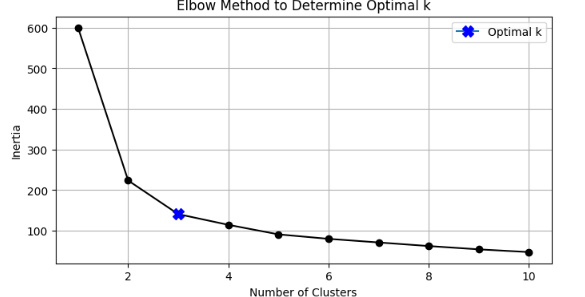 Elbow Method to Determine Optimal k
Optimal k
600
500
400
300
200
100
Inertia
2 4 6 8 10
Number of Clusters